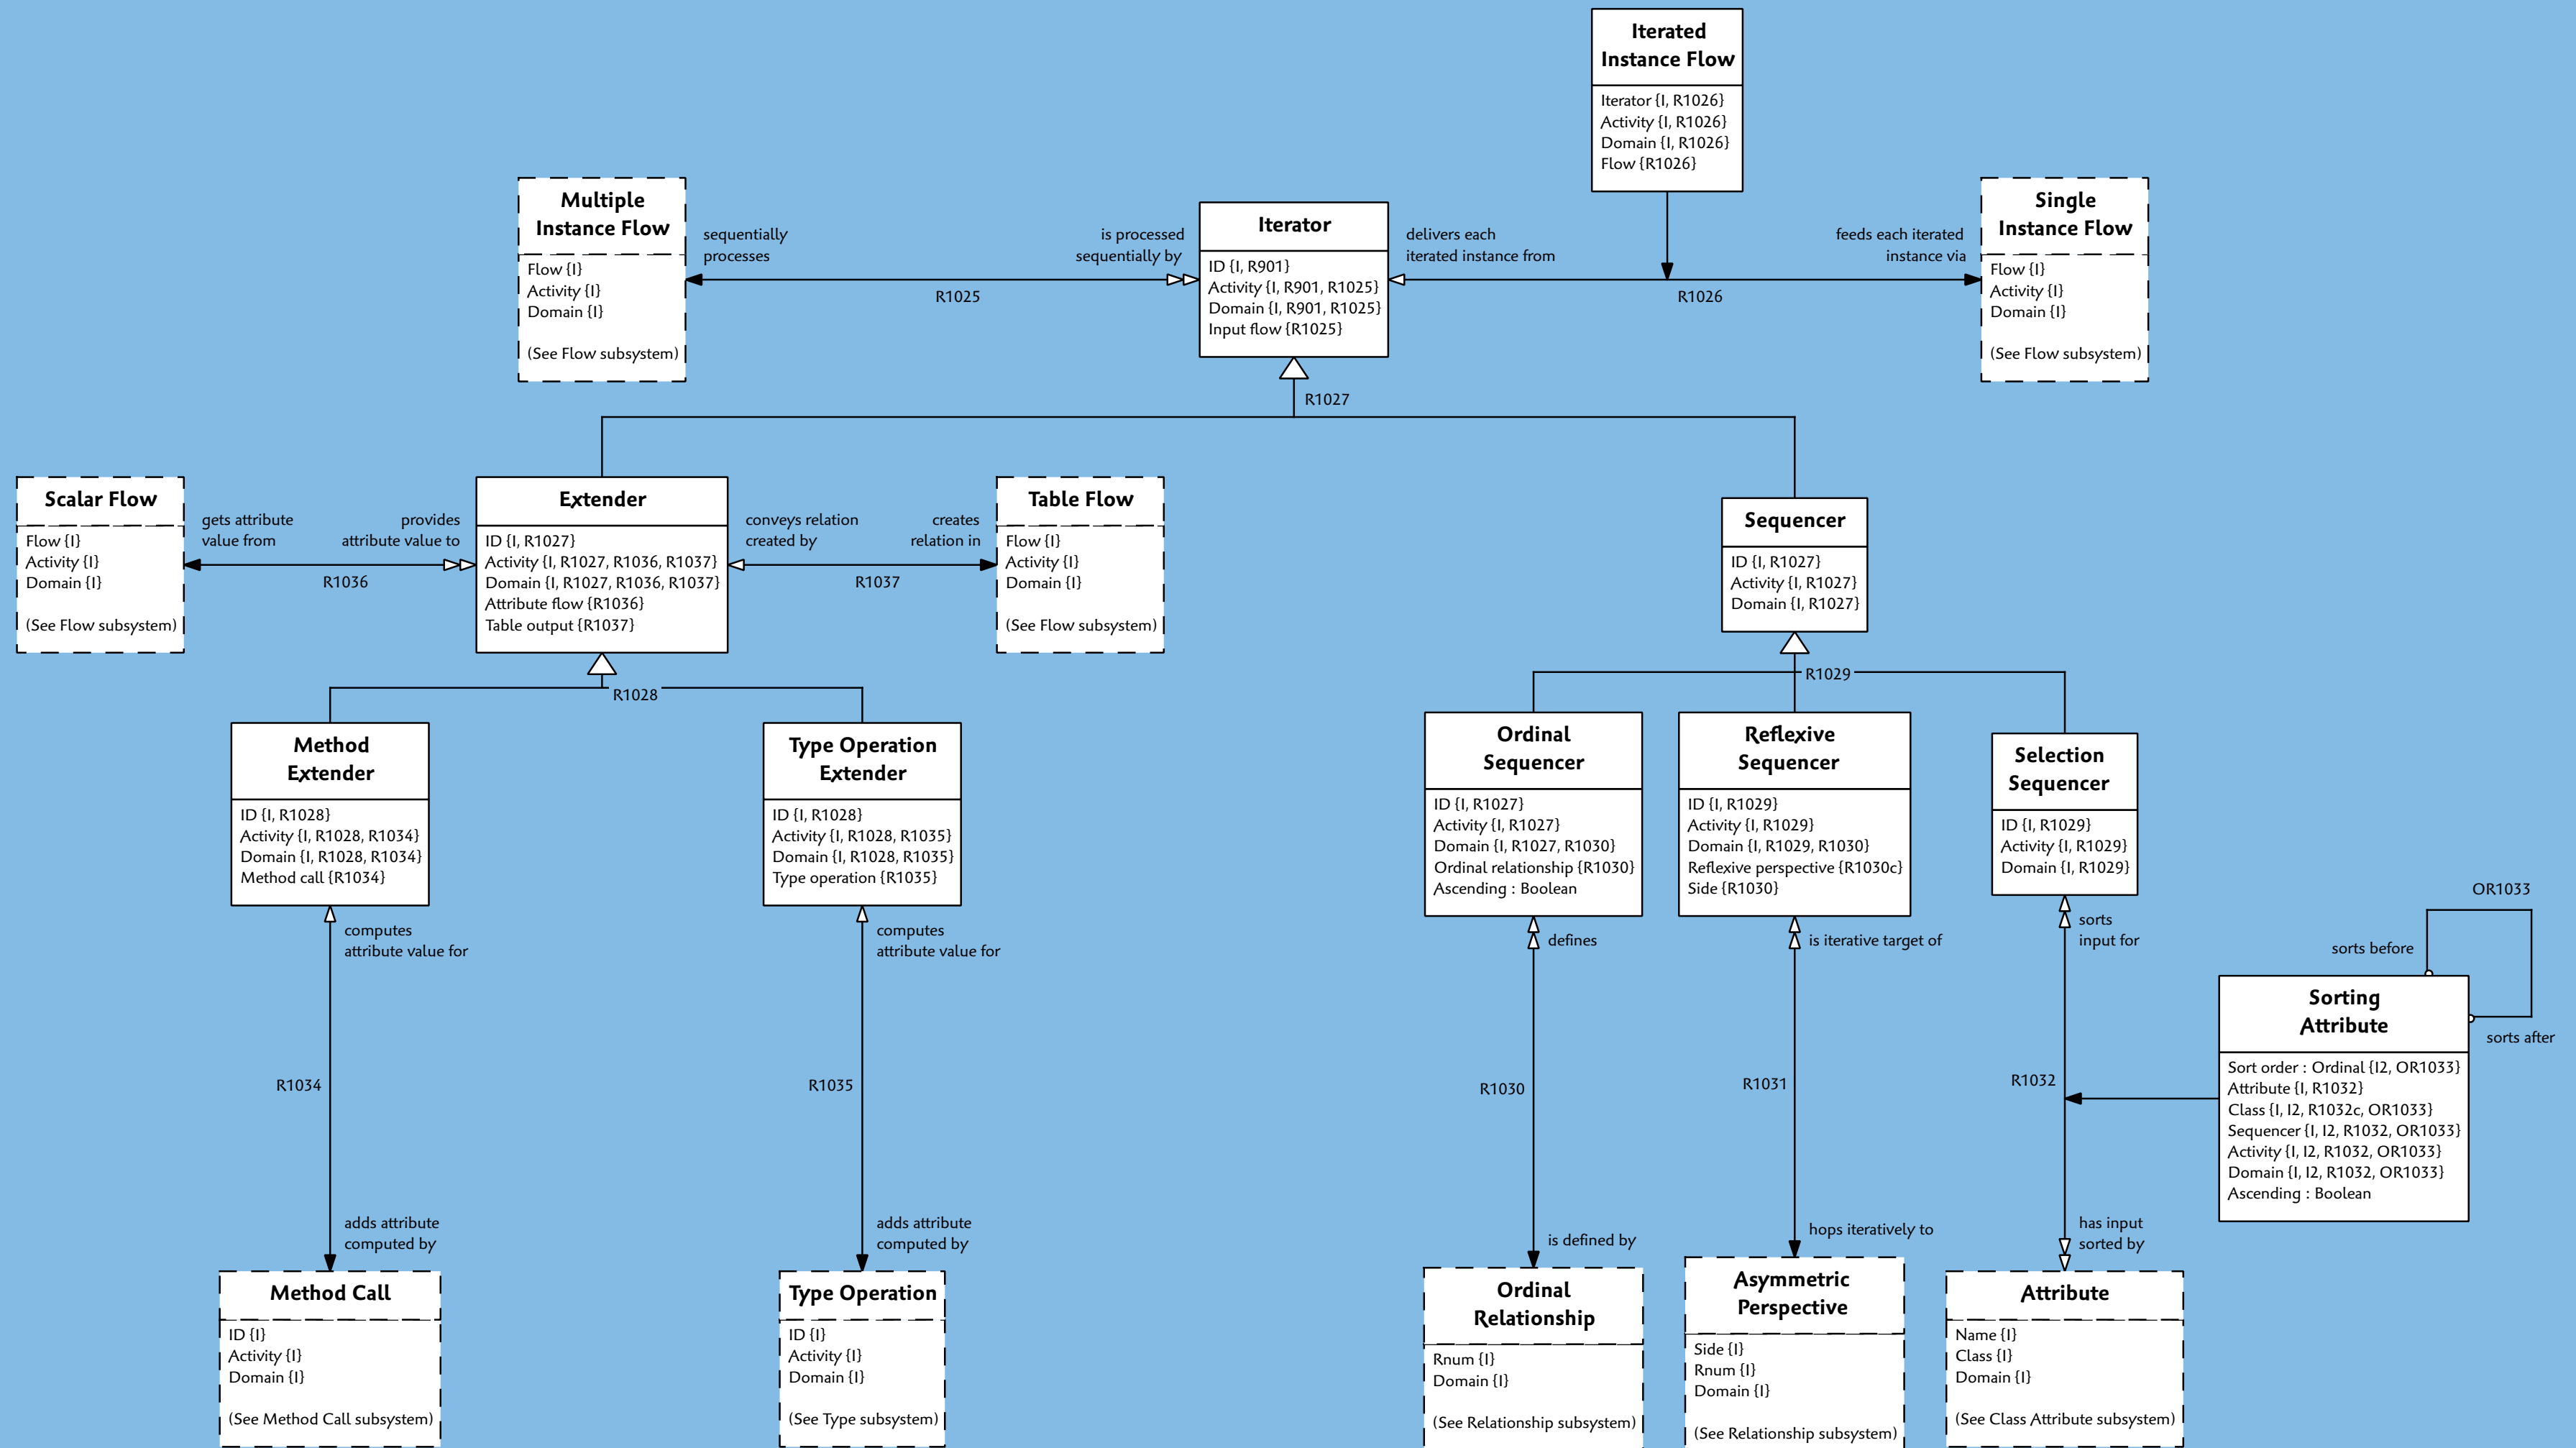 Iterated
Instance Flow
Iterator {I, R1026}
Activity {I, R1026}
Domain {I, R1026}
Flow {R1026}
Multiple
Instance Flow
Flow {I}
Activity {I}
Domain {I}
(See Flow subsystem)
sequentially
processes
is processed
sequentially by
R1025
Iterator
ID {I, R901}
Activity {I, R901, R1025}
Domain {I, R901, R1025}
Input flow {R1025}
delivers each
iterated instance from
feeds each iterated
instance via
R1026
Single
Instance Flow
Flow {I}
Activity {I}
Domain {I}
(See Flow subsystem)
R1027
Scalar Flow
Flow {I}
Activity {I}
Domain {I}
(See Flow subsystem)
gets attribute
value from
provides
attribute value to
R1036
Extender
ID {I, R1027}
Activity {I, R1027, R1036, R1037}
Domain {I, R1027, R1036, R1037}
Attribute flow {R1036}
Table output {R1037}
conveys relation
created by
creates
relation in
R1037
Table Flow
Flow {I}
Activity {I}
Domain {I}
(See Flow subsystem)
Sequencer
ID {I, R1027}
Activity {I, R1027}
Domain {I, R1027}
R1028
R1029
Method
Extender
ID {I, R1028}
Activity {I, R1028, R1034}
Domain {I, R1028, R1034}
Method call {R1034}
Type Operation
Extender
ID {I, R1028}
Activity {I, R1028, R1035}
Domain {I, R1028, R1035}
Type operation {R1035}
Ordinal
Sequencer
ID {I, R1027}
Activity {I, R1027}
Domain {I, R1027, R1030}
Ordinal relationship {R1030}
Ascending : Boolean
Reflexive
Sequencer
ID {I, R1029}
Activity {I, R1029}
Domain {I, R1029, R1030}
Reflexive perspective {R1030c}
Side {R1030}
Selection
Sequencer
ID {I, R1029}
Activity {I, R1029}
Domain {I, R1029}
computes
attribute value for
R1034
adds attribute
computed by
computes
attribute value for
R1035
adds attribute
computed by
defines
R1030
is defined by
is iterative target of
R1031
hops iteratively to
sorts
input for
R1032
has input
sorted by
OR1033
sorts before
sorts after
Sorting
Attribute
Sort order : Ordinal {I2, OR1033}
Attribute {I, R1032}
Class {I, I2, R1032c, OR1033}
Sequencer {I, I2, R1032, OR1033}
Activity {I, I2, R1032, OR1033}
Domain {I, I2, R1032, OR1033}
Ascending : Boolean
Method Call
ID {I}
Activity {I}
Domain {I}
(See Method Call subsystem)
Type Operation
ID {I}
Activity {I}
Domain {I}
(See Type subsystem)
Ordinal
Relationship
Rnum {I}
Domain {I}
(See Relationship subsystem)
Asymmetric
Perspective
Side {I}
Rnum {I}
Domain {I}
(See Relationship subsystem)
Attribute
Name {I}
Class {I}
Domain {I}
(See Class Attribute subsystem)